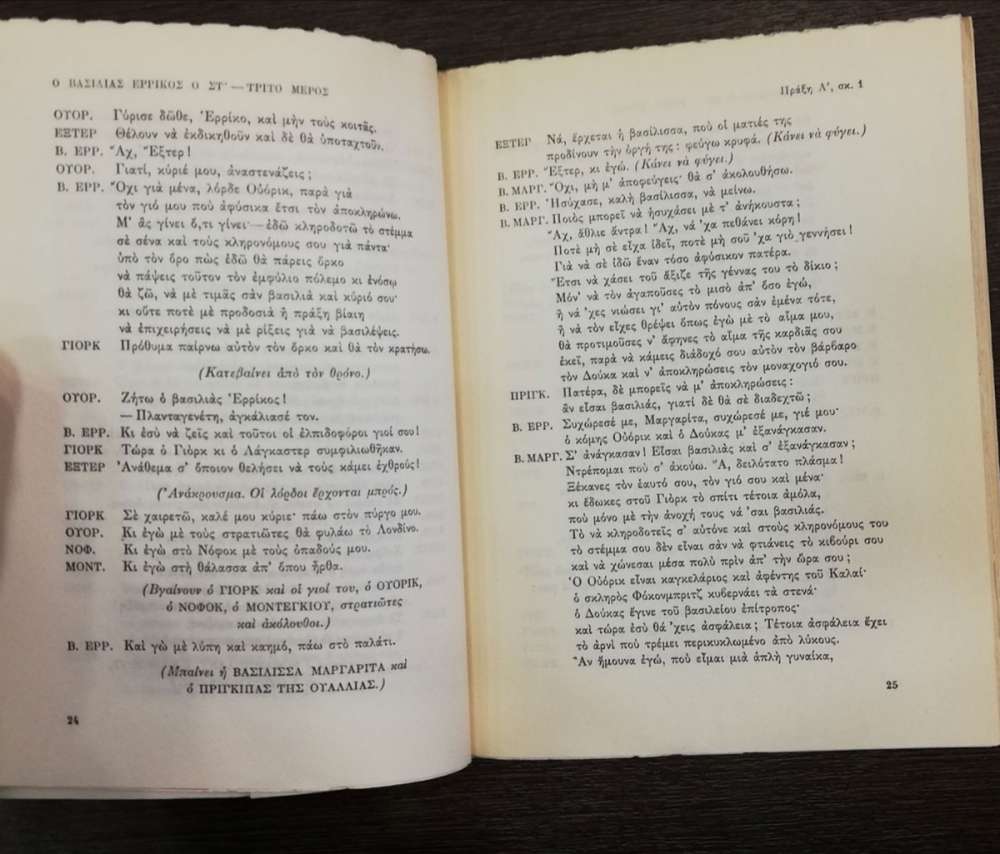 Ο ΒΑΣΙΛΙΑΣ ΕΡΡΙΚΟΣ Ο ΣΤ' — ΤΡΙΤΟ ΜΕΡΟΣ
ΟΥΟΡ. Γύρισε δῶθε, Ἐρρίκο, καὶ μὴν τοὺς κοιτᾶς.
ΕΞΤΕΡ Θέλουν νὰ ἐκδικηθοῦν καὶ δὲ θὰ ὑποταχτοῦν.
Β. ΕΡΡ. Ἄχ, Ἔξτερ!
ΟΥΟΡ. Γιατί, κύριέ μου, ἀναστενάζεις;
Β. ΕΡΡ. Ὄχι γιὰ μένα, λόρδε Οὐόρικ, παρὰ γιὰ
τὸν γιό μου ποὺ ἀφύσικα ἔτσι τὸν ἀποκληρώνω.
Μ' ἂς γίνει ὅ,τι γίνει· — ἐδῶ κληροδοτῶ τὸ στέμμα
σὲ σένα καὶ τοὺς κληρονόμους σου γιὰ πάντα·
ὑπὸ τὸν ὅρο πὼς ἐδῶ θὰ πάρεις ὅρκο
νὰ πάψεις τοῦτον τὸν ἐμφύλιο πόλεμο κι ἐνόσῳ
θὰ ζῶ, νὰ μὲ τιμᾶς σὰν βασιλιὰ καὶ κύριό σου·
κι οὔτε ποτὲ μὲ προδοσιὰ ἢ πράξη βίαιη
νὰ ἐπιχειρήσεις νὰ μὲ ρίξεις γιὰ νὰ βασιλέψεις.
ΓΙΟΡΚ Πρόθυμα παίρνω αὐτὸν τὸν ὅρκο καὶ θὰ τὸν κρατήσω.
(Κατεβαίνει ἀπὸ τὸν θρόνο.)
ΟΥΟΡ. Ζήτω ὁ βασιλιὰς Ἐρρίκος!
— Πλανταγενέτη, ἀγκάλιασέ τον.
Β. ΕΡΡ. Κι ἐσὺ νὰ ζεῖς καὶ τοῦτοι οἱ ἐλπιδοφόροι γιοί σου!
ΓΙΟΡΚ Τώρα ὁ Γιὸρκ κι ὁ Λάγκαστερ συμφιλιωθῆκαν.
ΕΞΤΕΡ Ἀνάθεμα σ' ὅποιον θελήσει νὰ τοὺς κάμει ἐχθρούς!
(Ἀνάκρουσμα. Οἱ λόρδοι ἔρχονται μπρός.)
ΓΙΟΡΚ Σὲ χαιρετῶ, καλέ μου κύριε· πάω στὸν πύργο μου.
ΟΥΟΡ. Κι ἐγὼ μὲ τοὺς στρατιῶτες θὰ φυλάω τὸ Λονδίνο.
ΝΟΦ. Κι ἐγὼ στὸ Νόφοκ μὲ τοὺς ὀπαδούς μου.
ΜΟΝΤ. Κι ἐγὼ στὴ θάλασσα ἀπ' ὅπου ἦρθα.
(Βγαίνουν ὁ ΓΙΟΡΚ καὶ οἱ γιοί του, ὁ ΟΥΟΡΙΚ,
ὁ ΝΟΦΟΚ, ὁ ΜΟΝΤΕΓΚΙΟΥ, στρατιῶτες
καὶ ἀκόλουθοι.)
Β. ΕΡΡ. Καὶ γὼ μὲ λύπη καὶ καημό, πάω στὸ παλάτι.
(Μπαίνει ἡ ΒΑΣΙΛΙΣΣΑ ΜΑΡΓΑΡΙΤΑ καὶ
ὁ ΠΡΙΓΚΙΠΑΣ ΤΗΣ ΟΥΑΛΛΙΑΣ.)
24
Πράξη Α', σκ. 1
ΕΞΤΕΡ Νά, ἔρχεται ἡ βασίλισσα, ποὺ οἱ ματιές της
προδίνουν τὴν ὀργή της: φεύγω κρυφά. (Κάνει νὰ φύγει.)
Β. ΕΡΡ. Ἔξτερ, κι ἐγώ. (Κάνει νὰ φύγει.)
Β. ΜΑΡΓ. Ὄχι, μὴ μ' ἀποφεύγεις· θὰ σ' ἀκολουθήσω.
Β. ΕΡΡ. Ἡσύχασε, καλὴ βασίλισσα, νὰ μείνω.
Β. ΜΑΡΓ. Ποιὸς μπορεῖ νὰ ἡσυχάσει μὲ τ' ἀνήκουστα;
Ἄχ, ἄθλιε ἄντρα! Ἄχ, νά 'χα πεθάνει κόρη!
Ποτὲ μὴ σὲ εἶχα ἰδεῖ, ποτὲ μὴ σοῦ 'χα γιὸ γεννήσει!
Γιὰ νὰ σὲ ἰδῶ ἕναν τόσο ἀφύσικον πατέρα.
Ἔτσι νὰ χάσει τοῦ ἄξιζε τῆς γέννας του τὸ δίκιο;
Μόν' νὰ τὸν ἀγαποῦσες τὸ μισὸ ἀπ' ὅσο ἐγώ,
ἢ νά 'χες νιώσει γι' αὐτὸν πόνους σὰν ἐμένα τότε,
ἢ νὰ τὸν εἶχες θρέψει ὅπως ἐγὼ μὲ τὸ αἷμα μου,
θὰ προτιμοῦσες ν' ἄφηνες τὸ αἷμα τῆς καρδιᾶς σου
ἐκεῖ, παρὰ νὰ κάμεις διάδοχό σου αὐτὸν τὸν βάρβαρο
τὸν Δούκα καὶ ν' ἀποκληρώσεις τὸν μοναχογιό σου.
ΠΡΙΓΚ. Πατέρα, δὲ μπορεῖς νὰ μ' ἀποκληρώσεις:
ἂν εἶσαι βασιλιάς, γιατί δὲ θὰ σὲ διαδεχτῶ;
Β. ΕΡΡ. Συχώρεσέ με, Μαργαρίτα, συχώρεσέ με, γιέ μου·
ὁ κόμης Οὐόρικ καὶ ὁ Δούκας μ' ἐξανάγκασαν.
Β. ΜΑΡΓ. Σ' ἀνάγκασαν! Εἶσαι βασιλιὰς καὶ σ' ἐξανάγκασαν;
Ντρέπομαι ποὺ σ' ἀκούω. Ἄ, δειλότατο πλάσμα!
Ξέκανες τὸν ἑαυτό σου, τὸν γιό σου καὶ μένα·
κι ἔδωκες στοῦ Γιὸρκ τὸ σπίτι τέτοια ἀμόλα,
ποὺ μόνο μὲ τὴν ἀνοχή τους νά 'σαι βασιλιάς.
Τὸ νὰ κληροδοτεῖς σ' αὐτόνε καὶ στοὺς κληρονόμους του
τὸ στέμμα σου δὲν εἶναι σὰν νὰ φτιάνεις τὸ κιβούρι σου
καὶ νὰ χώνεσαι μέσα πολὺ πρὶν ἀπ' τὴν ὥρα σου;
Ὁ Οὐόρικ εἶναι καγκελάριος κι ἀφέντης τοῦ Καλαί·
ὁ σκληρὸς Φόκονμπριτζ κυβερνάει τὰ στενά·
ὁ Δούκας ἔγινε τοῦ βασιλείου ἐπίτροπος·
καὶ τώρα ἐσὺ θά 'χεις ἀσφάλεια; Τέτοια ἀσφάλεια ἔχει
τὸ ἀρνὶ ποὺ τρέμει περικυκλωμένο ἀπὸ λύκους.
Ἂν ἤμουνα ἐγώ, ποὺ εἶμαι μιὰ ἁπλὴ γυναίκα,
25